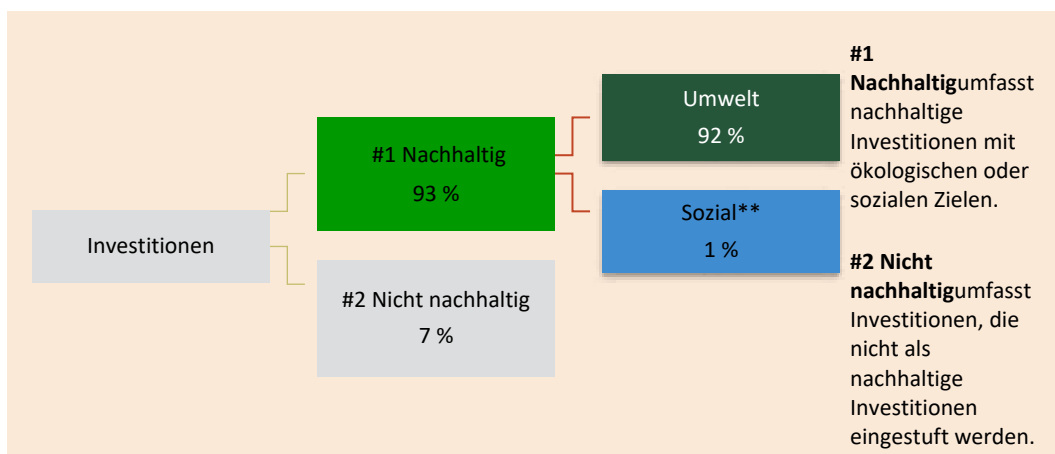 Investitionen
#1 Nachhaltig
93 %
#2 Nicht nachhaltig
7 %
Umwelt
92 %
Sozial**
1 %
#1
Nachhaltigumfasst
nachhaltige
Investitionen mit
ökologischen oder
sozialen Zielen.
#2 Nicht
nachhaltigumfasst
Investitionen, die
nicht als
nachhaltige
Investitionen
eingestuft werden.